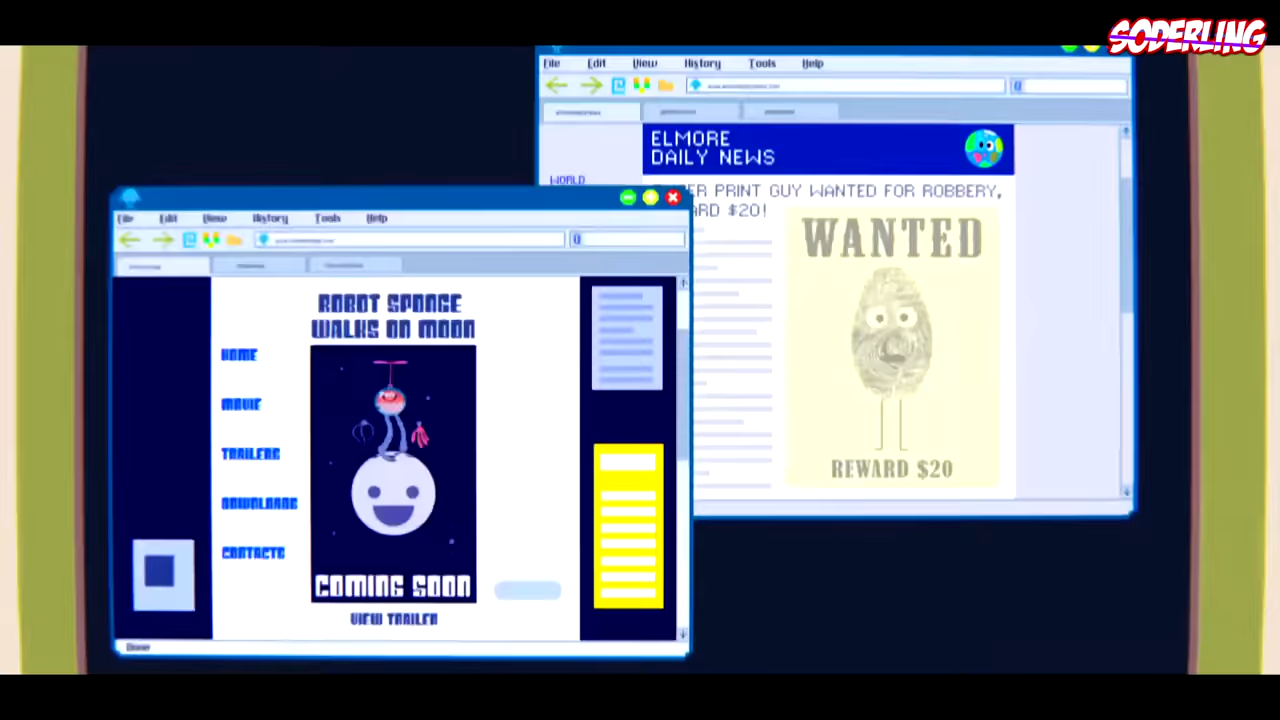 SODERLING
File Edit View History Tools Help
ELMORE
DAILY NEWS
WORLD
PRINT GUY WANTED FOR ROBBERY,
$20!
WANTED
REWARD $20
File Edit View History Tools Help
ROBOT SPONGE
WALKS ON MOON
HOME
MOVIE
TRAILERS
DOWNLOADS
CONTACTS
COMING SOON
VIEW TRAILER
Done